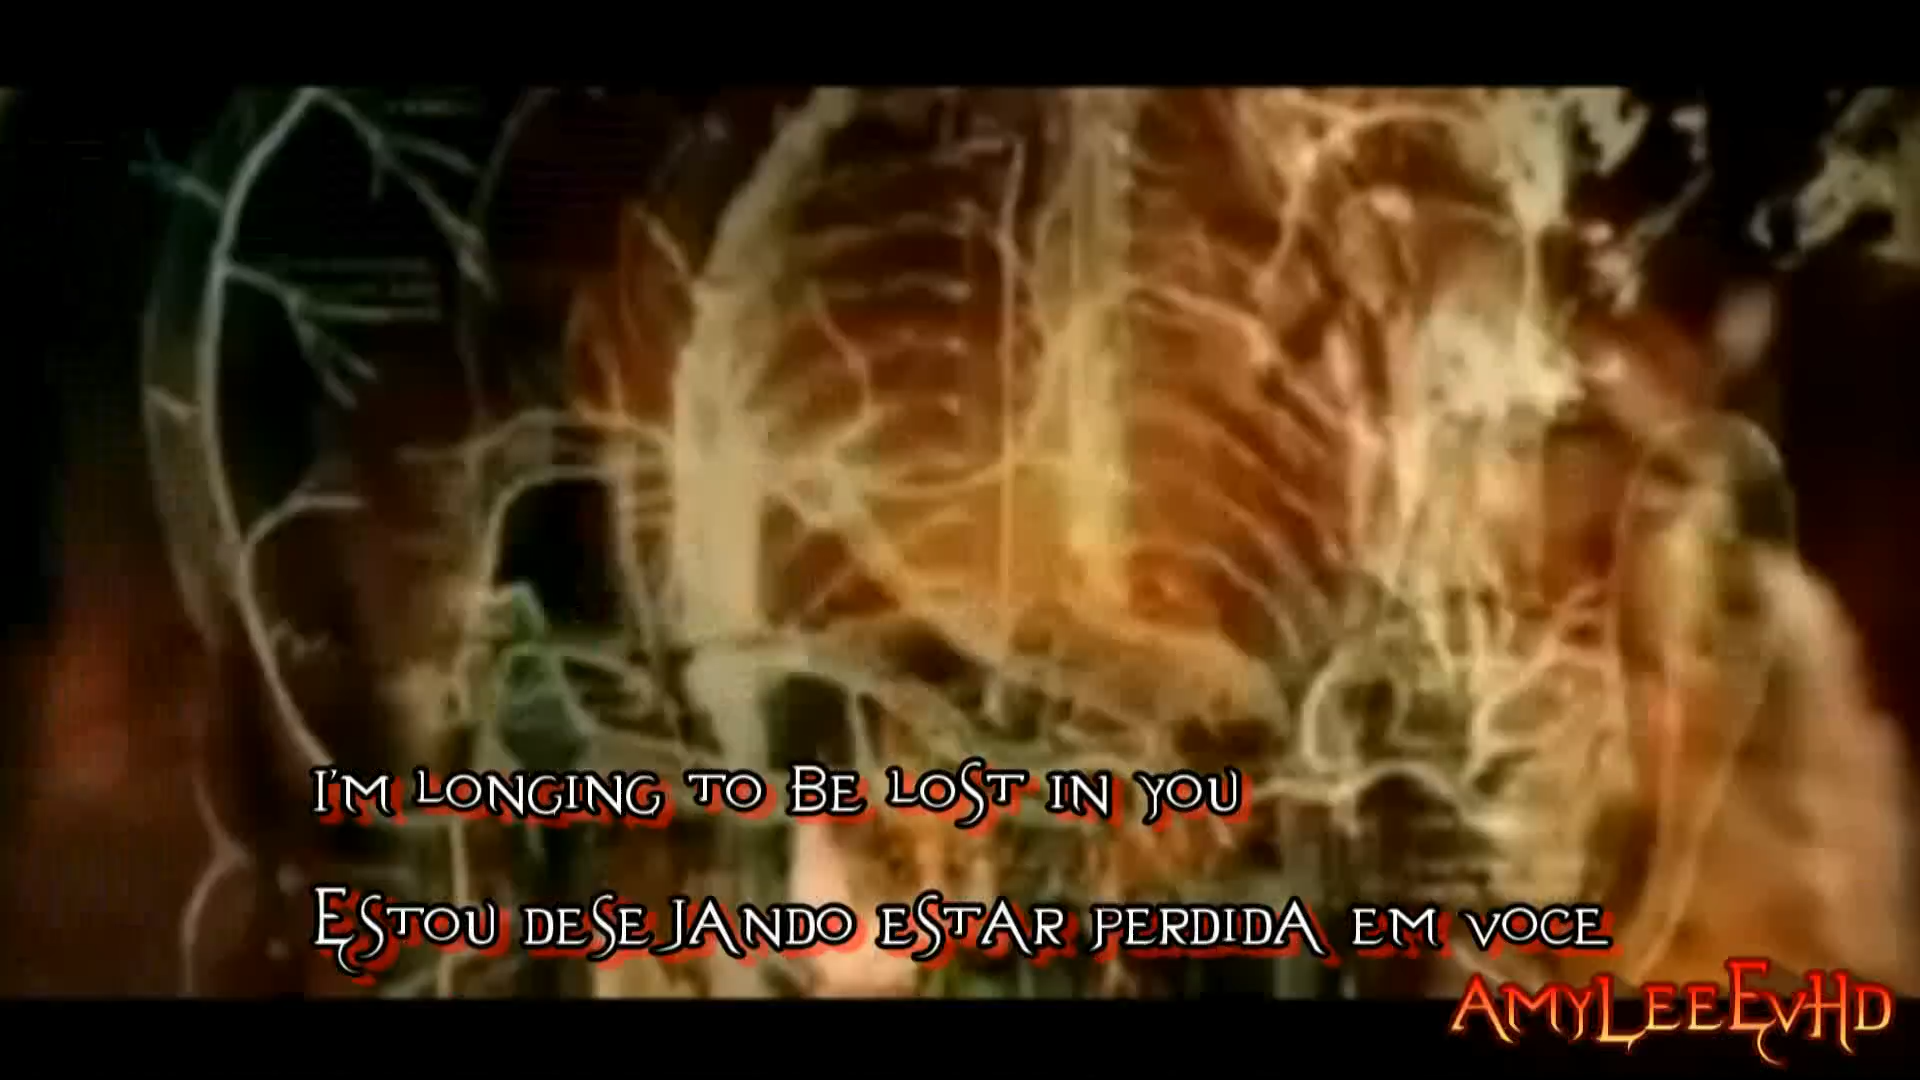 I'm longing to be lost in you
Estou desejando estar perdida em voce
AmyLeeEvHd